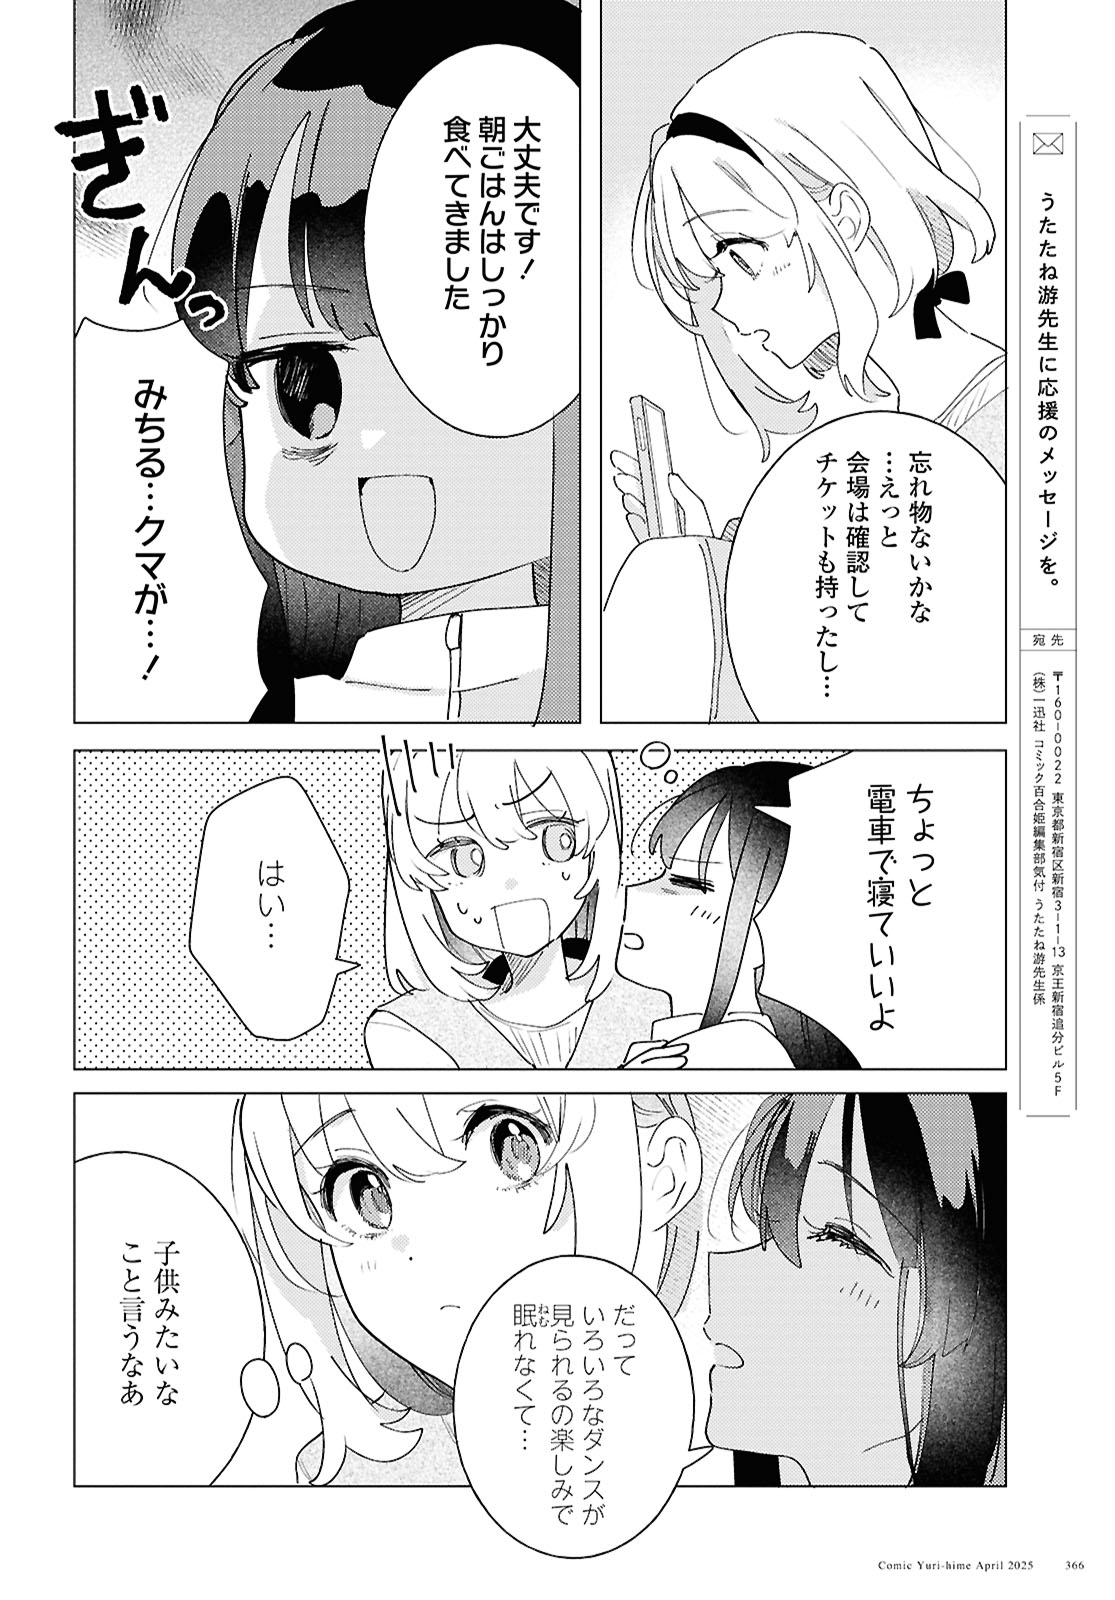 うたたね游先生に応援のメッセージを。
宛先
〒160-0022 東京都新宿区新宿3-1-13 京王新宿追分ビル5F
(株)一迅社 コミック百合姫編集部気付 うたたね游先生係
忘れ物ないかな
…えっと
会場は確認して
チケットも持ったし…
大丈夫です!
朝ごはんはしっかり
食べてきました
ぎんっ
みちる…クマが…!
ちょっと
電車で寝ていいよ
はい…
だって
いろいろなダンスが
見られるの楽しみで
眠れなくて…
ねむ
子供みたいな
こと言うなあ
Comic Yuri-hime April 2025 366